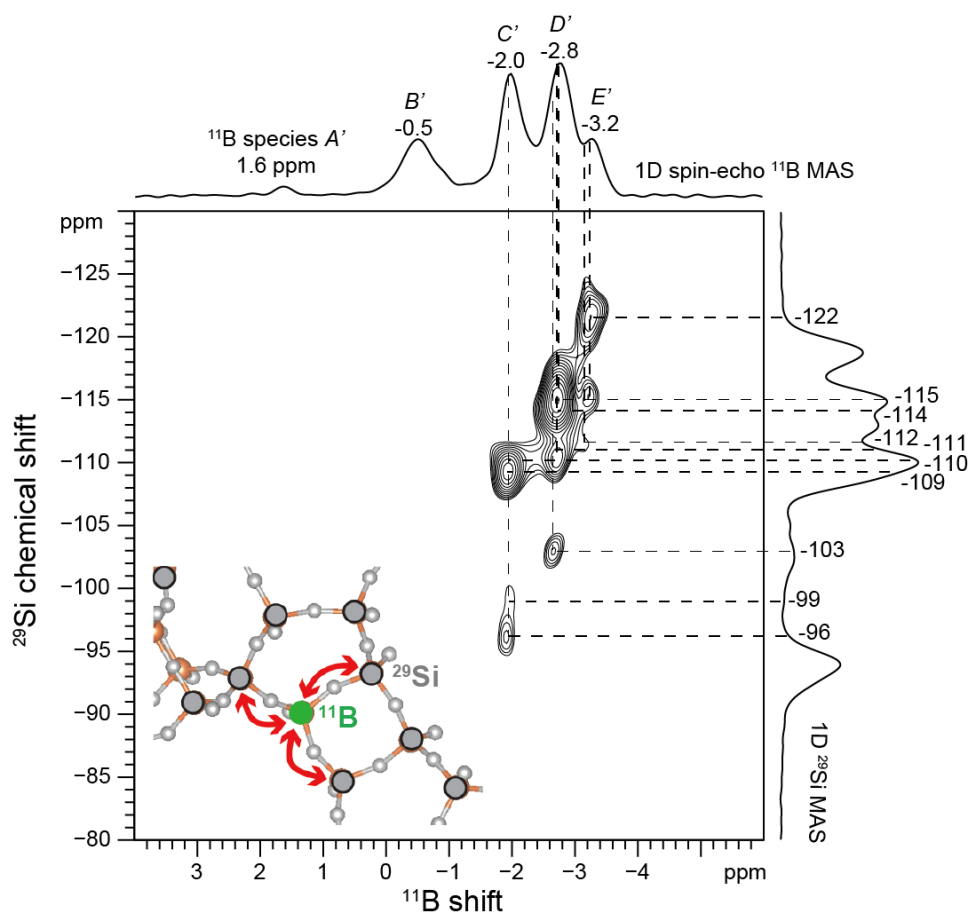 C'
-2.0
D'
-2.8
B'
-0.5
E'
-3.2
¹¹B species A'
1.6 ppm
1D spin-echo ¹¹B MAS
ppm
−125
−120
−115
−110
−105
−100
−95
−90
−85
−80
²⁹Si chemical shift
-122
-115
-114
-112
-111
-110
-109
-103
-99
-96
1D ²⁹Si MAS
²⁹Si
¹¹B
3
2
1
0
−1
−2
−3
−4
ppm
¹¹B shift